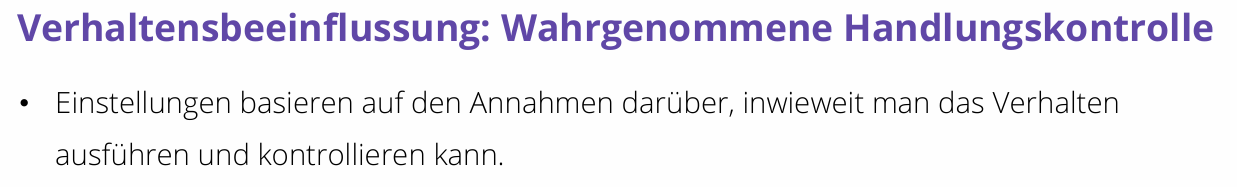 Verhaltensbeeinflussung: Wahrgenommene Handlungskontrolle
• Einstellungen basieren auf den Annahmen darüber, inwieweit man das Verhalten
ausführen und kontrollieren kann.